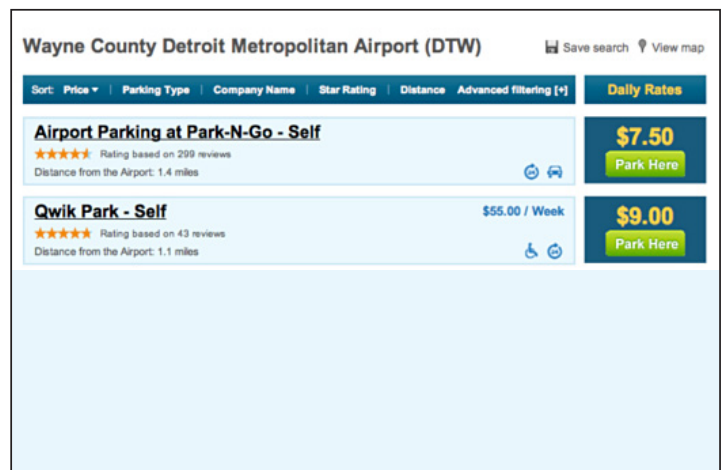 Wayne County Detroit Metropolitan Airport (DTW)
Save search View map
Sort: Price ▾ | Parking Type | Company Name | Star Rating | Distance Advanced filtering [+]
Daily Rates
Airport Parking at Park-N-Go - Self
Rating based on 299 reviews
Distance from the Airport: 1.4 miles
24
$7.50
Park Here
Qwik Park - Self
$55.00 / Week
Rating based on 43 reviews
Distance from the Airport: 1.1 miles
24
$9.00
Park Here